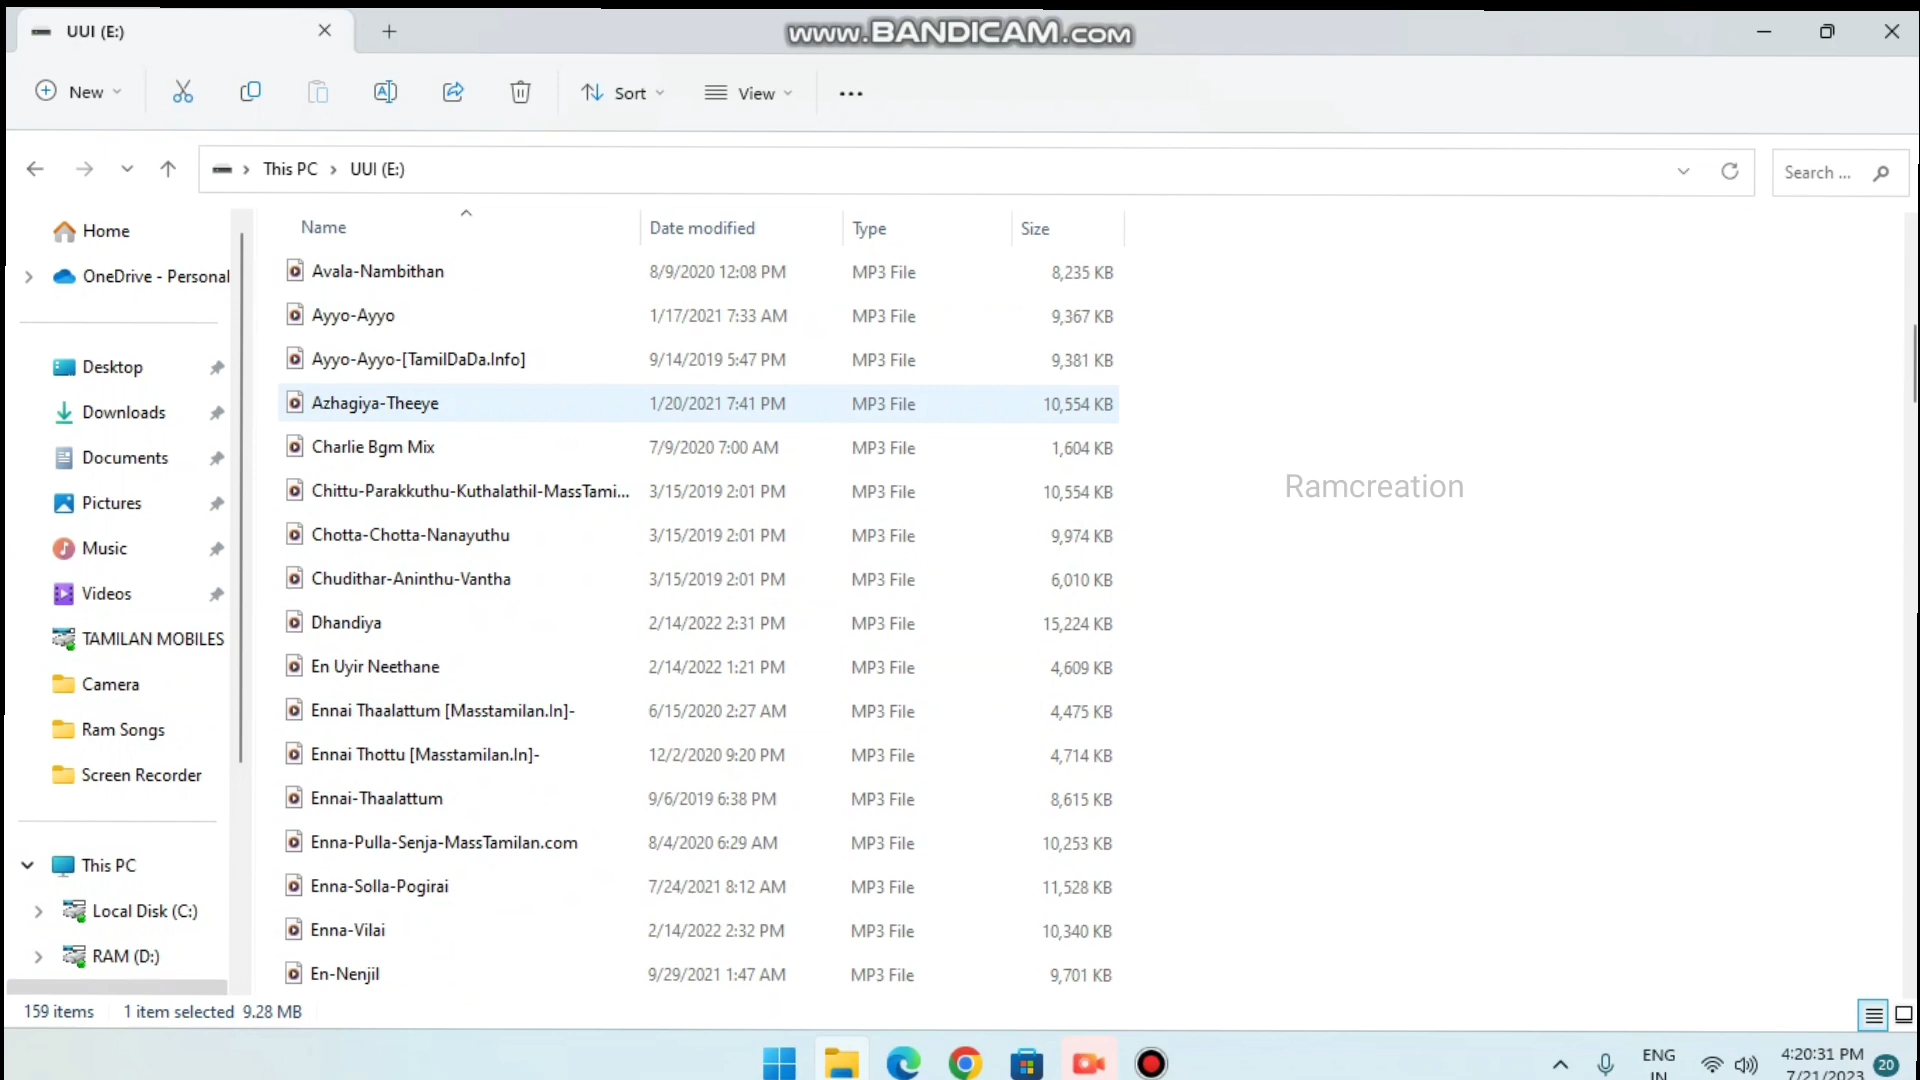 UUI (E:)
www.BANDICAM.com
New
Sort
View
This PC
UUI (E:)
Search ...
Home
OneDrive - Personal
Desktop
Downloads
Documents
Pictures
Music
Videos
TAMILAN MOBILES
Camera
Ram Songs
Screen Recorder
This PC
Local Disk (C:)
RAM (D:)
Name Date modified Type Size
Avala-Nambithan 8/9/2020 12:08 PM MP3 File 8,235 KB
Ayyo-Ayyo 1/17/2021 7:33 AM MP3 File 9,367 KB
Ayyo-Ayyo-[TamilDaDa.Info] 9/14/2019 5:47 PM MP3 File 9,381 KB
Azhagiya-Theeye 1/20/2021 7:41 PM MP3 File 10,554 KB
Charlie Bgm Mix 7/9/2020 7:00 AM MP3 File 1,604 KB
Chittu-Parakkuthu-Kuthalathil-MassTami... 3/15/2019 2:01 PM MP3 File 10,554 KB
Chotta-Chotta-Nanayuthu 3/15/2019 2:01 PM MP3 File 9,974 KB
Chudithar-Aninthu-Vantha 3/15/2019 2:01 PM MP3 File 6,010 KB
Dhandiya 2/14/2022 2:31 PM MP3 File 15,224 KB
En Uyir Neethane 2/14/2022 1:21 PM MP3 File 4,609 KB
Ennai Thaalattum [Masstamilan.In]- 6/15/2020 2:27 AM MP3 File 4,475 KB
Ennai Thottu [Masstamilan.In]- 12/2/2020 9:20 PM MP3 File 4,714 KB
Ennai-Thaalattum 9/6/2019 6:38 PM MP3 File 8,615 KB
Enna-Pulla-Senja-MassTamilan.com 8/4/2020 6:29 AM MP3 File 10,253 KB
Enna-Solla-Pogirai 7/24/2021 8:12 AM MP3 File 11,528 KB
Enna-Vilai 2/14/2022 2:32 PM MP3 File 10,340 KB
En-Nenjil 9/29/2021 1:47 AM MP3 File 9,701 KB
Ramcreation
159 items 1 item selected 9.28 MB
ENG
IN
4:20:31 PM
7/21/2023
20